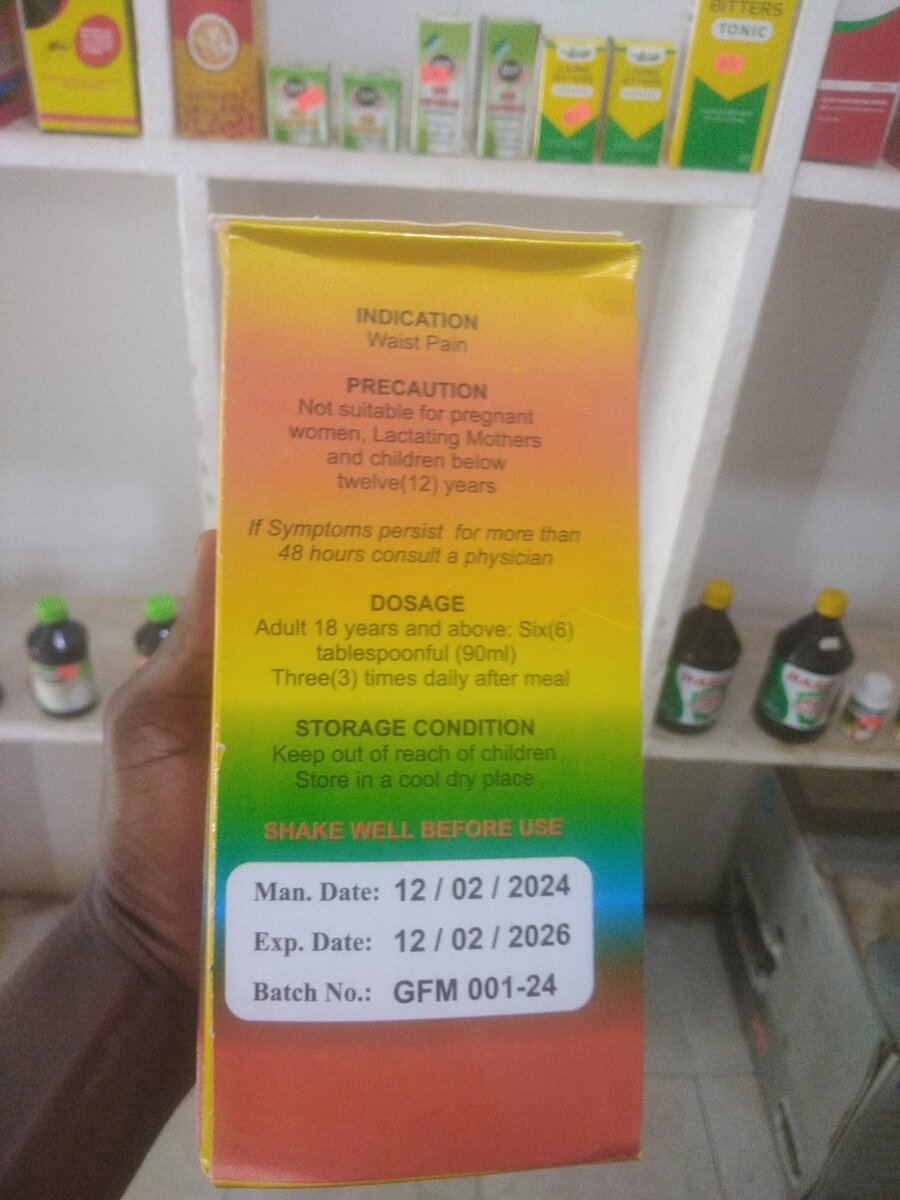 BITTERS
TONIC
INDICATION
Waist Pain
PRECAUTION
Not suitable for pregnant
women, Lactating Mothers
and children below
twelve(12) years
If Symptoms persist for more than
48 hours consult a physician
DOSAGE
Adult 18 years and above: Six(6)
tablespoonful (90ml)
Three(3) times daily after meal
STORAGE CONDITION
Keep out of reach of children
Store in a cool dry place
SHAKE WELL BEFORE USE
Man. Date: 12 / 02 / 2024
Exp. Date: 12 / 02 / 2026
Batch No.: GFM 001-24